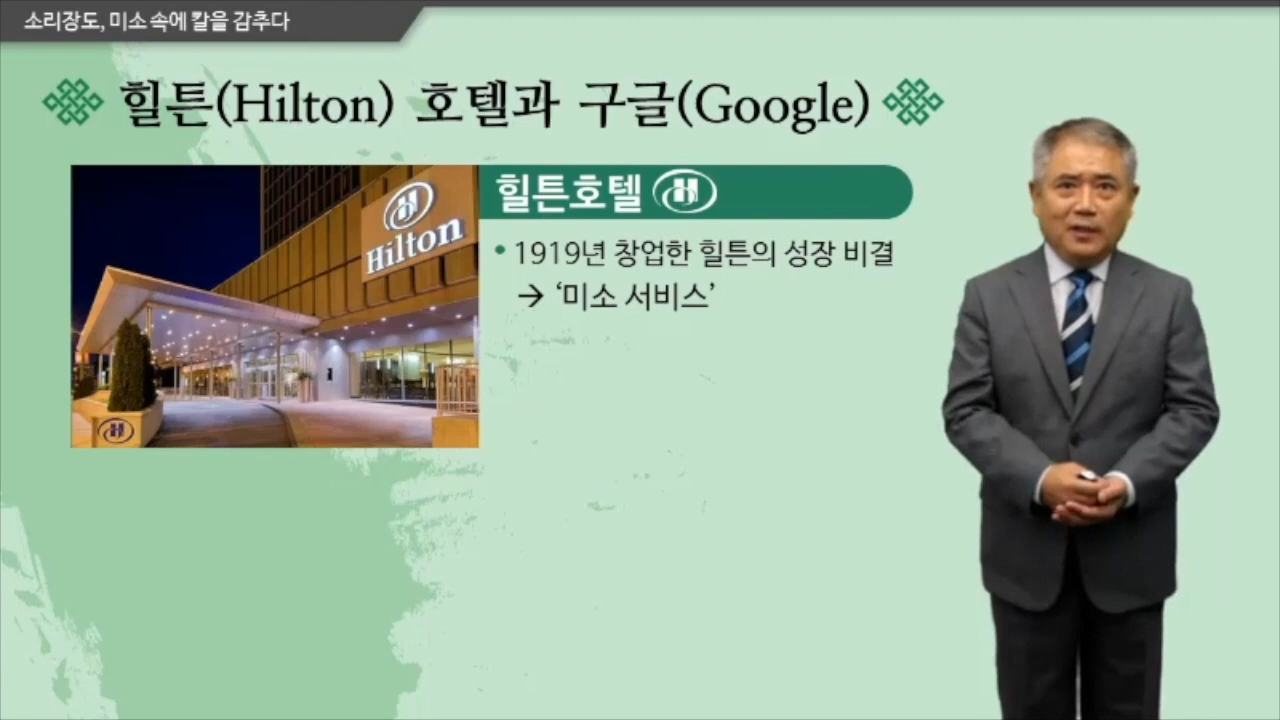 소리장도, 미소 속에 칼을 감추다
힐튼(Hilton) 호텔과 구글(Google)
Hilton
힐튼호텔
• 1919년 창업한 힐튼의 성장 비결
→ ‘미소 서비스’